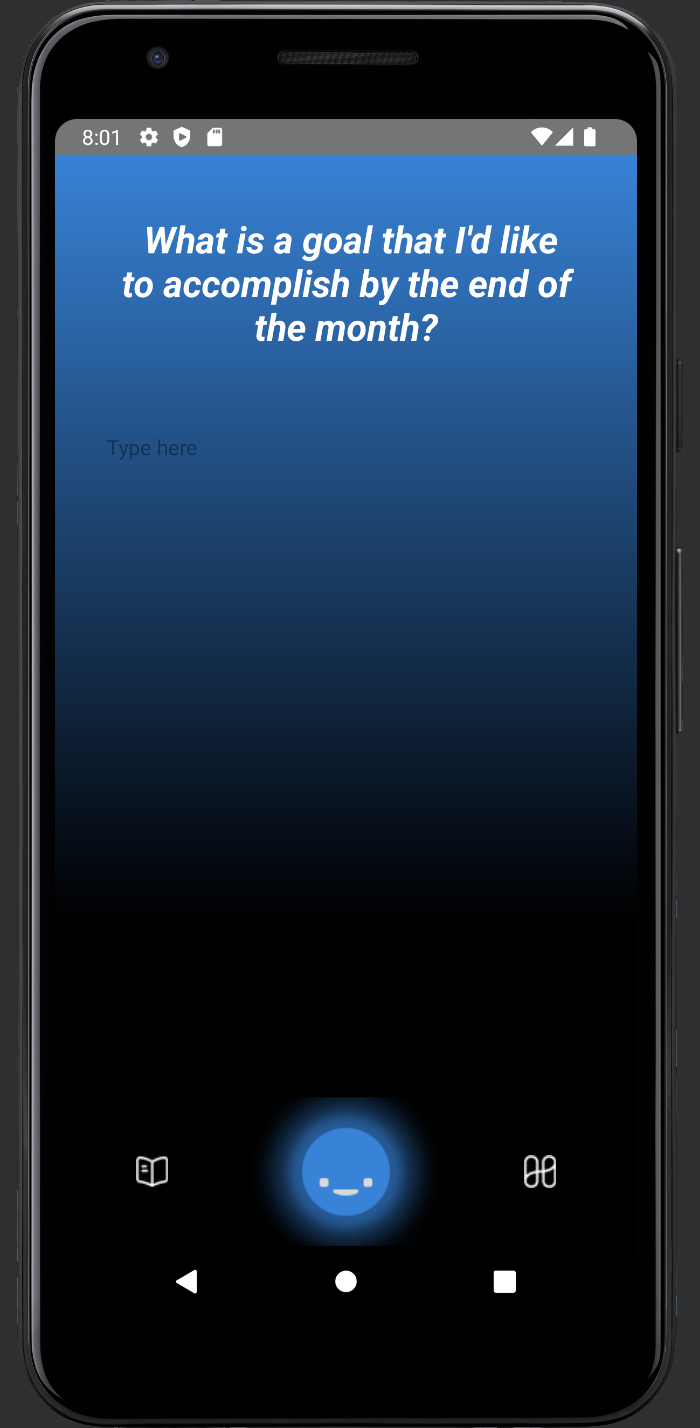 8:01
What is a goal that I'd like
to accomplish by the end of
the month?
Type here